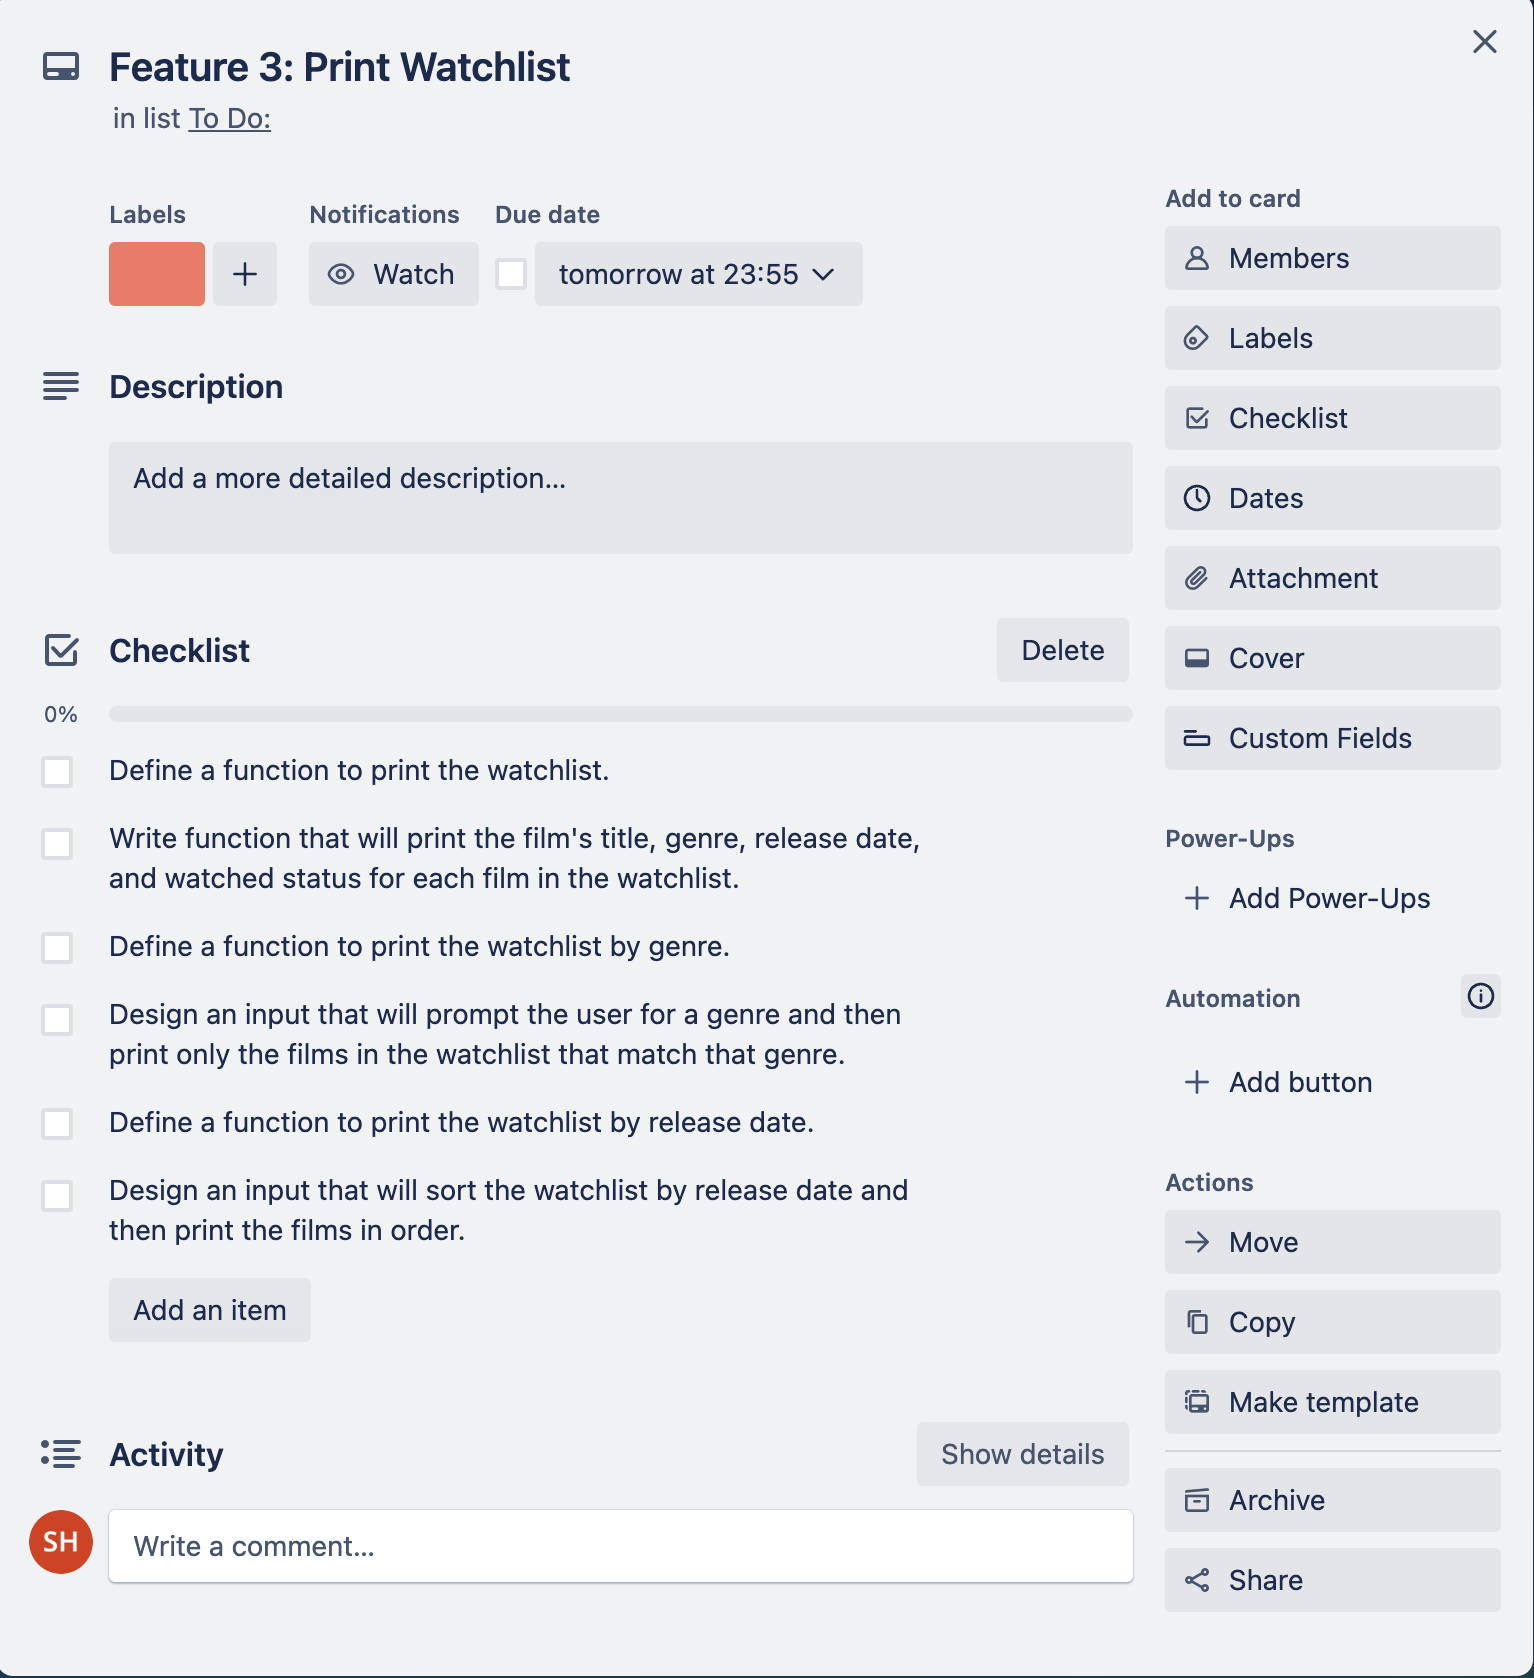 Feature 3: Print Watchlist
in list To Do:
Labels
Notifications
Due date
Watch
tomorrow at 23:55
Description
Add a more detailed description...
Checklist
Delete
0%
Define a function to print the watchlist.
Write function that will print the film's title, genre, release date,
and watched status for each film in the watchlist.
Define a function to print the watchlist by genre.
Design an input that will prompt the user for a genre and then
print only the films in the watchlist that match that genre.
Define a function to print the watchlist by release date.
Design an input that will sort the watchlist by release date and
then print the films in order.
Add an item
Activity
Show details
SH
Write a comment...
Add to card
Members
Labels
Checklist
Dates
Attachment
Cover
Custom Fields
Power-Ups
Add Power-Ups
Automation
Add button
Actions
Move
Copy
Make template
Archive
Share